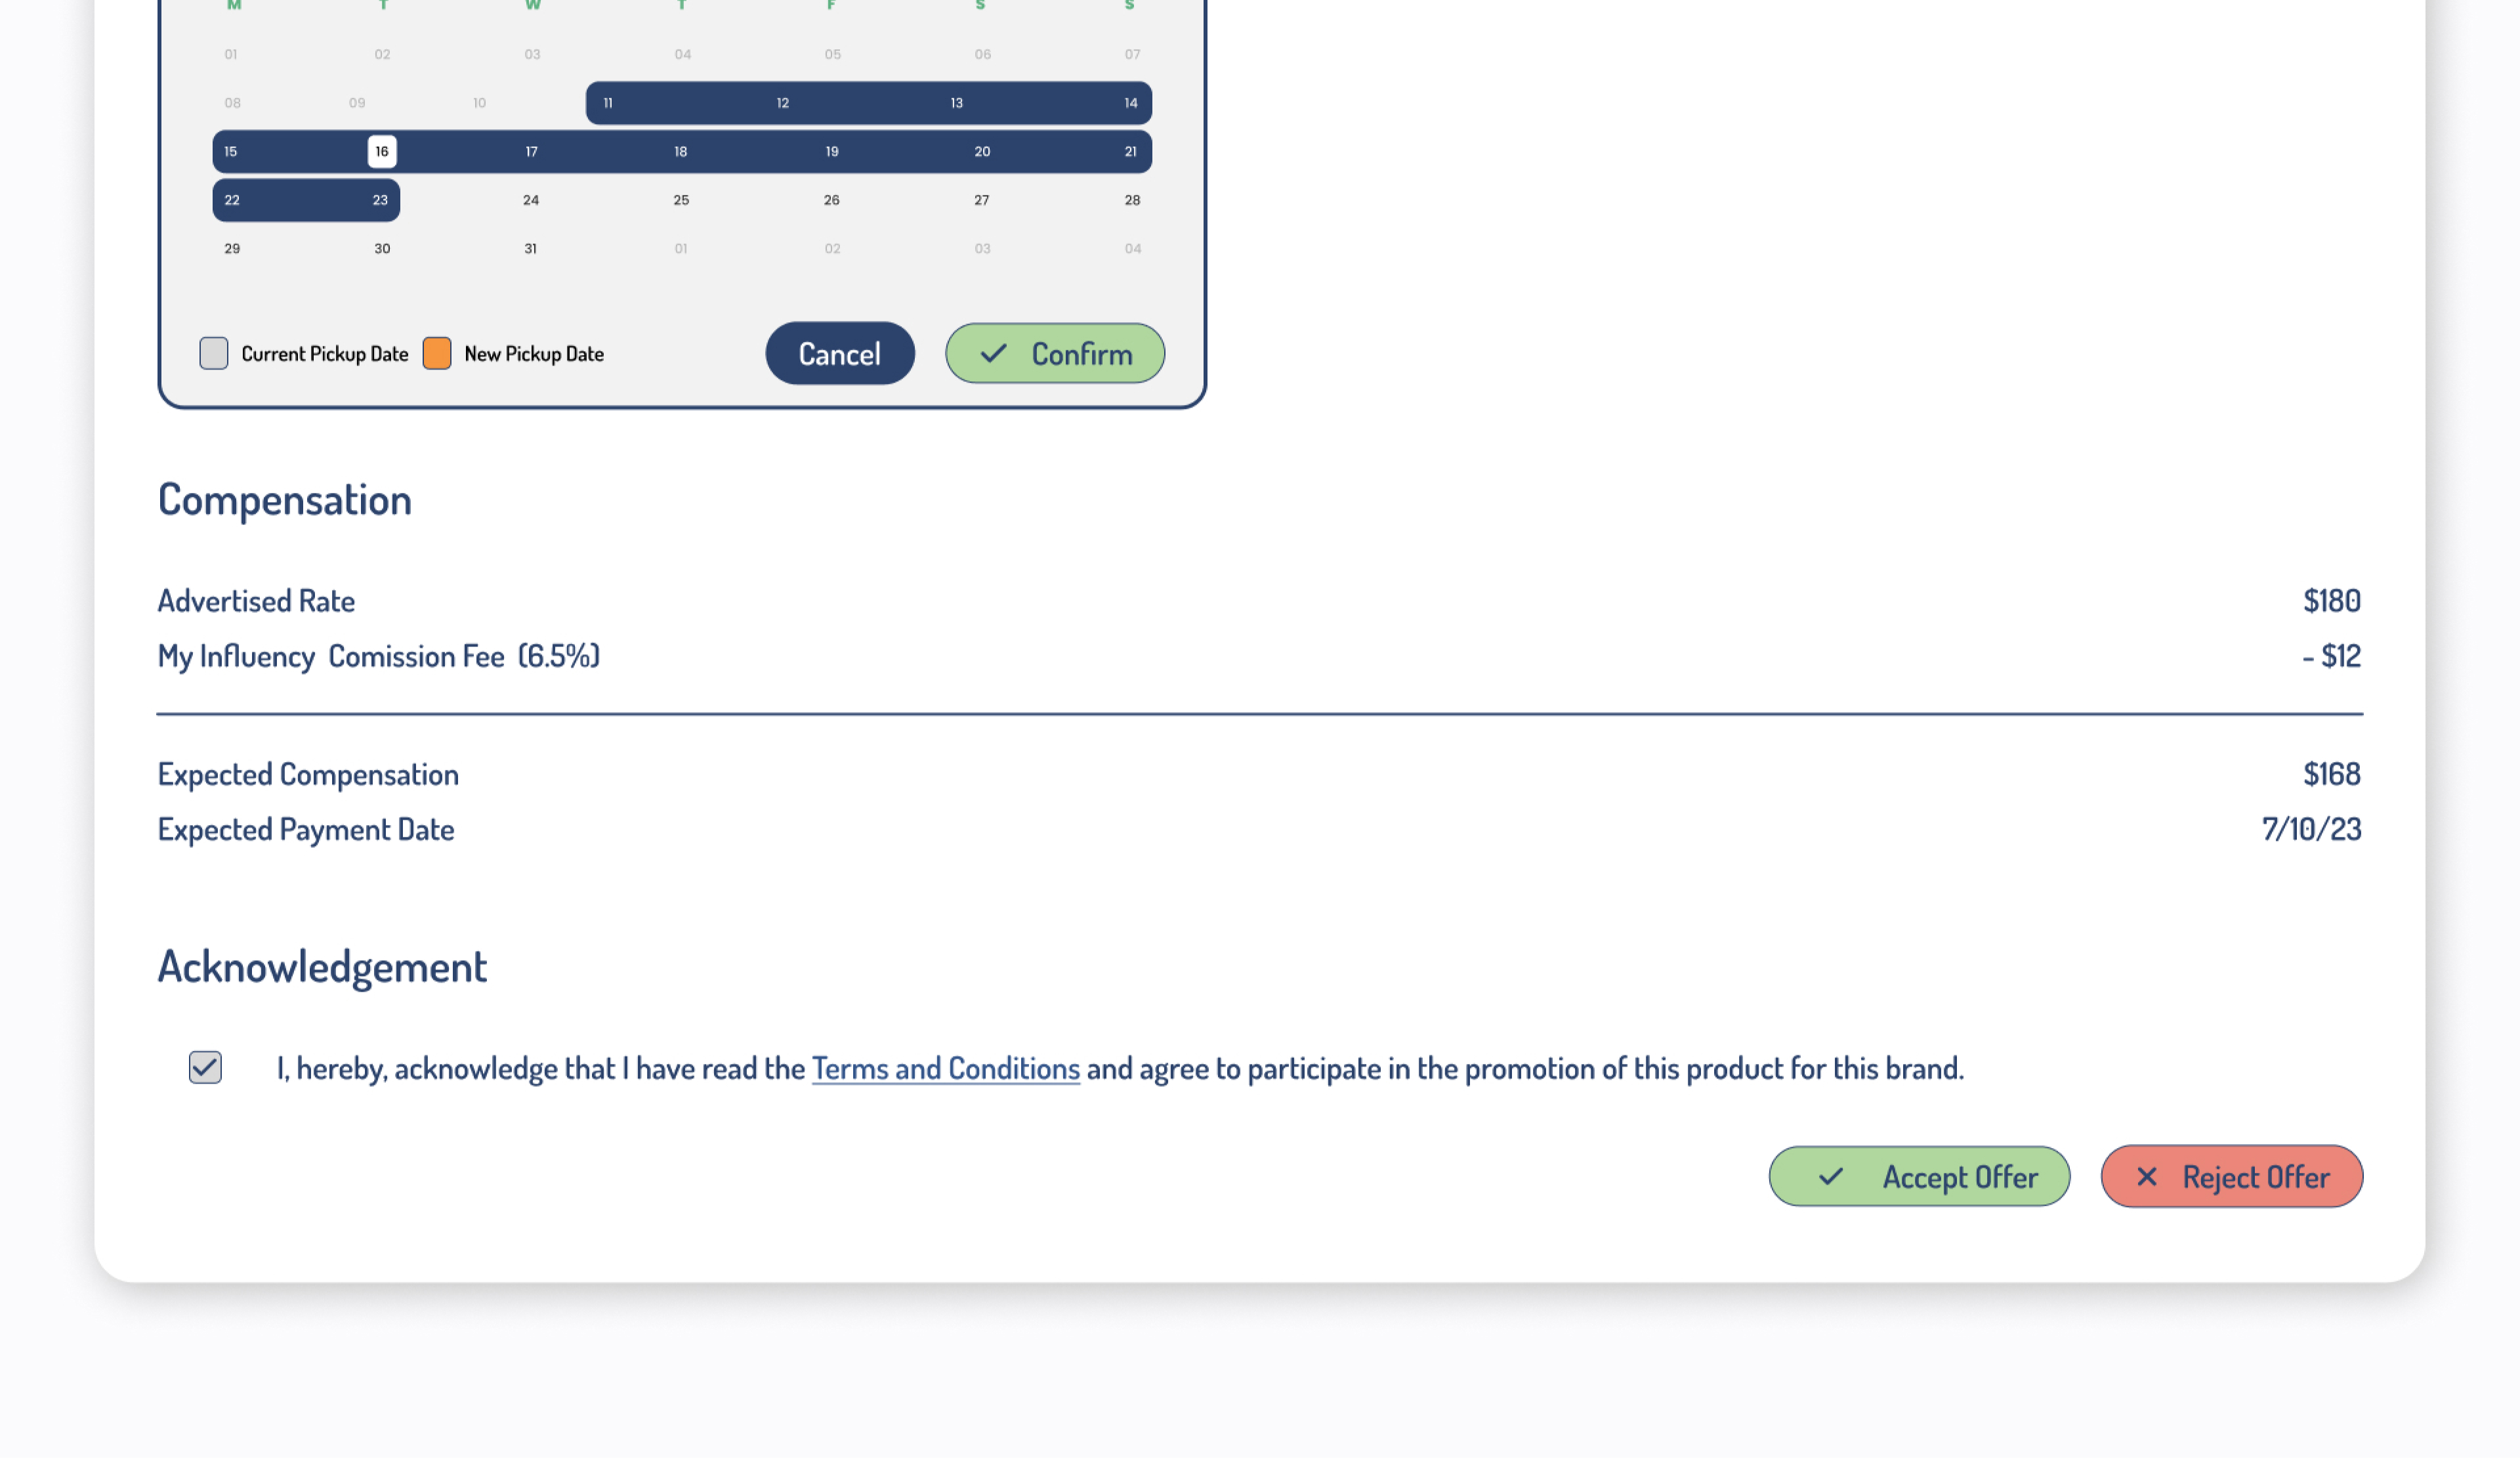 M T W T F S S
01 02 03 04 05 06 07
08 09 10 11 12 13 14
15 16 17 18 19 20 21
22 23 24 25 26 27 28
29 30 31 01 02 03 04
Current Pickup Date New Pickup Date Cancel Confirm
Compensation
Advertised Rate $180
My Influency Comission Fee (6.5%) - $12
Expected Compensation $168
Expected Payment Date 7/10/23
Acknowledgement
I, hereby, acknowledge that I have read the Terms and Conditions and agree to participate in the promotion of this product for this brand.
Accept Offer Reject Offer